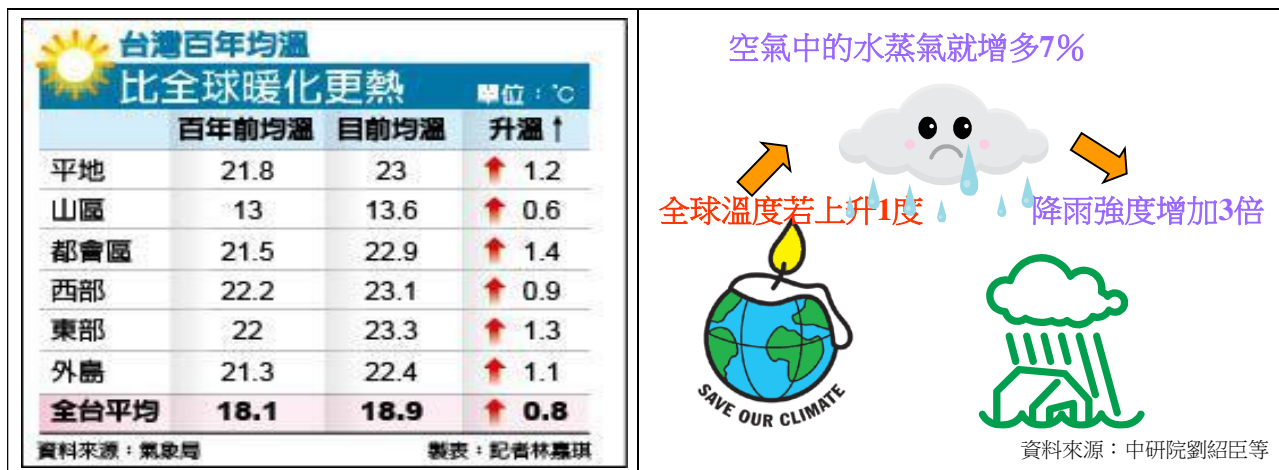 台灣百年均溫
比全球暖化更熱 單位：℃
百年前均溫 目前均溫 升溫↑
平地 21.8 23 1.2
山區 13 13.6 0.6
都會區 21.5 22.9 1.4
西部 22.2 23.1 0.9
東部 22 23.3 1.3
外島 21.3 22.4 1.1
全台平均 18.1 18.9 0.8
資料來源：氣象局 製表：記者林嘉琪
空氣中的水蒸氣就增多7%
全球溫度若上升1度
降雨強度增加3倍
SAVE OUR CLIMATE
資料來源：中研院劉紹臣等